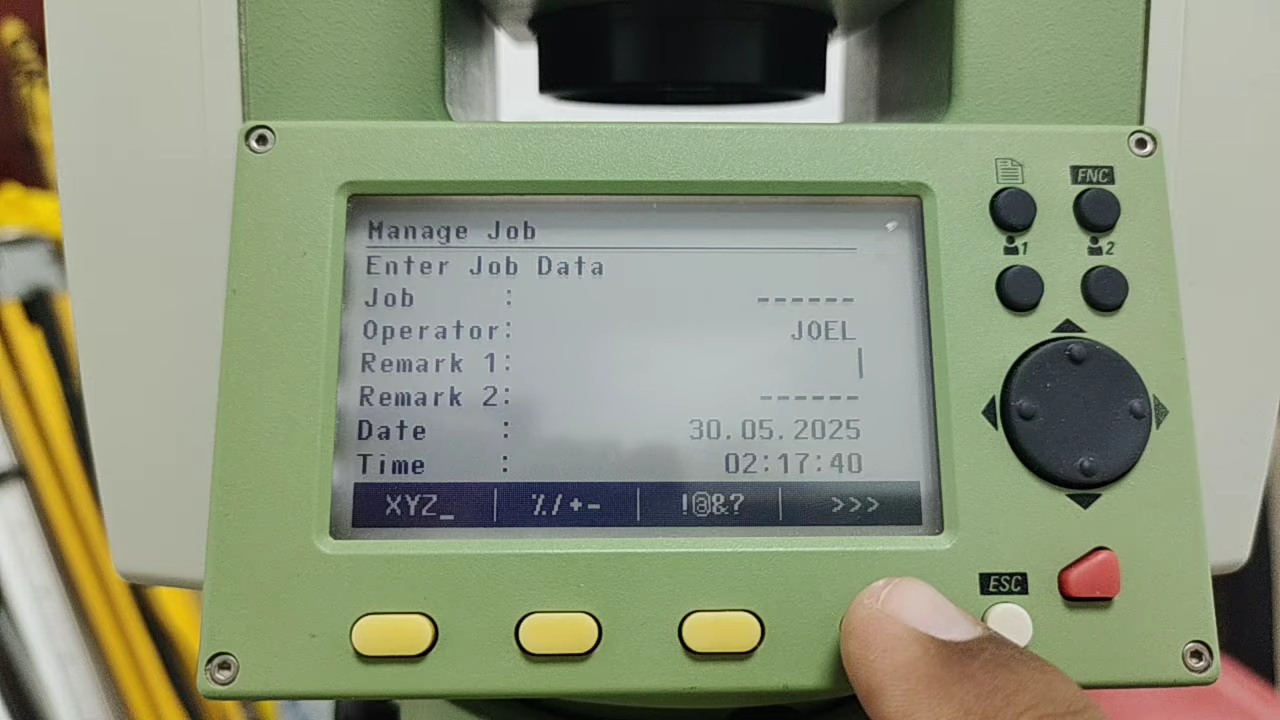 Manage Job
Enter Job Data
Job : ------
Operator: JOEL
Remark 1:
Remark 2: ------
Date : 30.05.2025
Time : 02:17:40
XYZ_ %/+- !@&? >>>
FNC
1 2
ESC